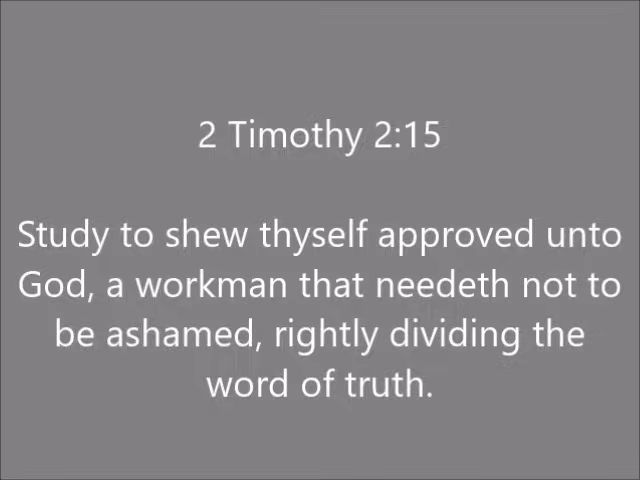 2 Timothy 2:15
Study to shew thyself approved unto
God, a workman that needeth not to
be ashamed, rightly dividing the
word of truth.